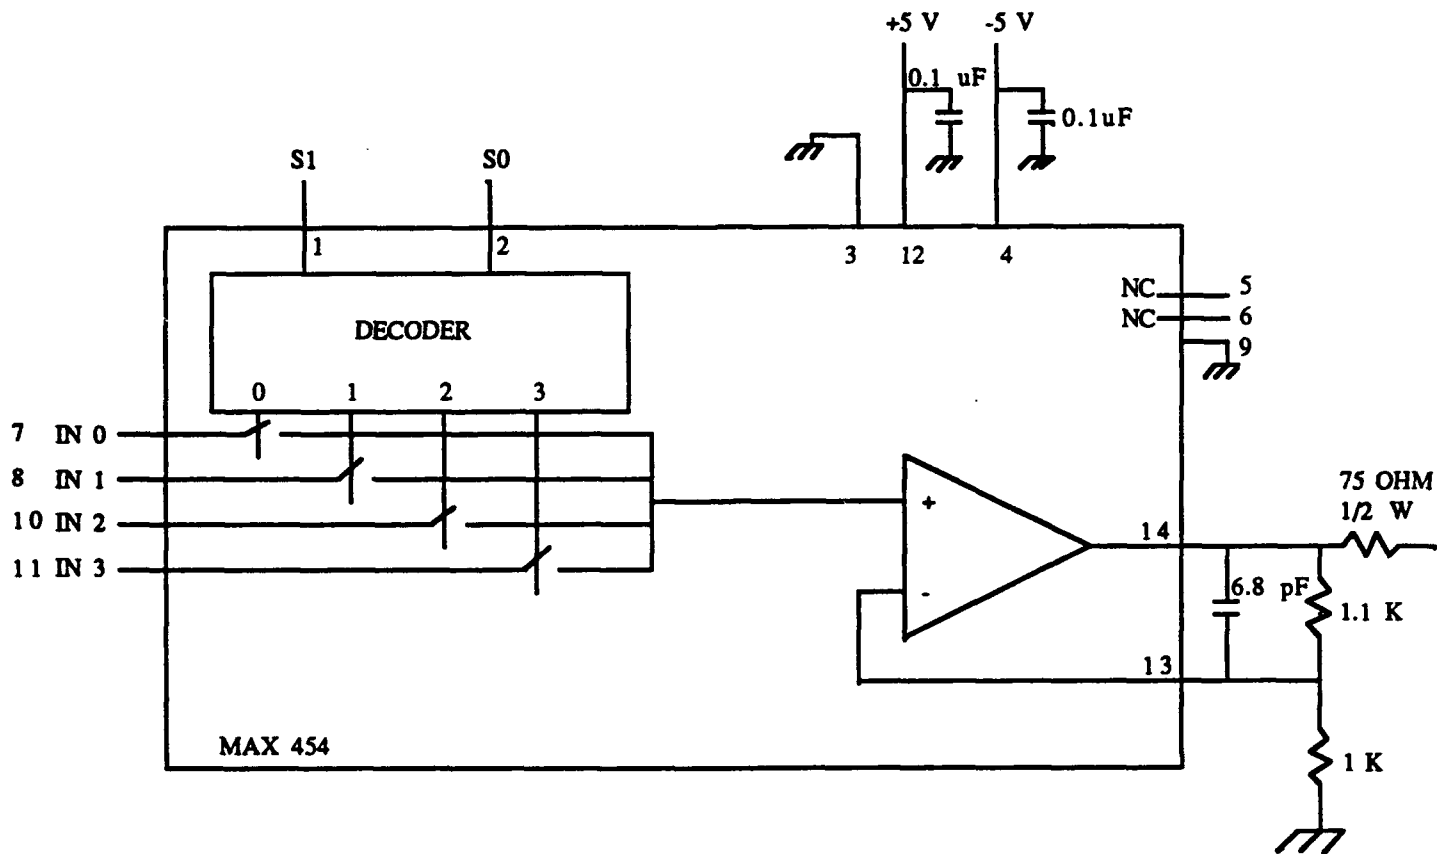 +5 V -5 V
0.1 uF
0.1uF
S1 S0
1 2 3 12 4
NC 5
NC 6
9
DECODER
0 1 2 3
7 IN 0
8 IN 1
10 IN 2
11 IN 3
+
-
14
75 OHM
1/2 W
6.8 pF
1.1 K
13
1 K
MAX 454